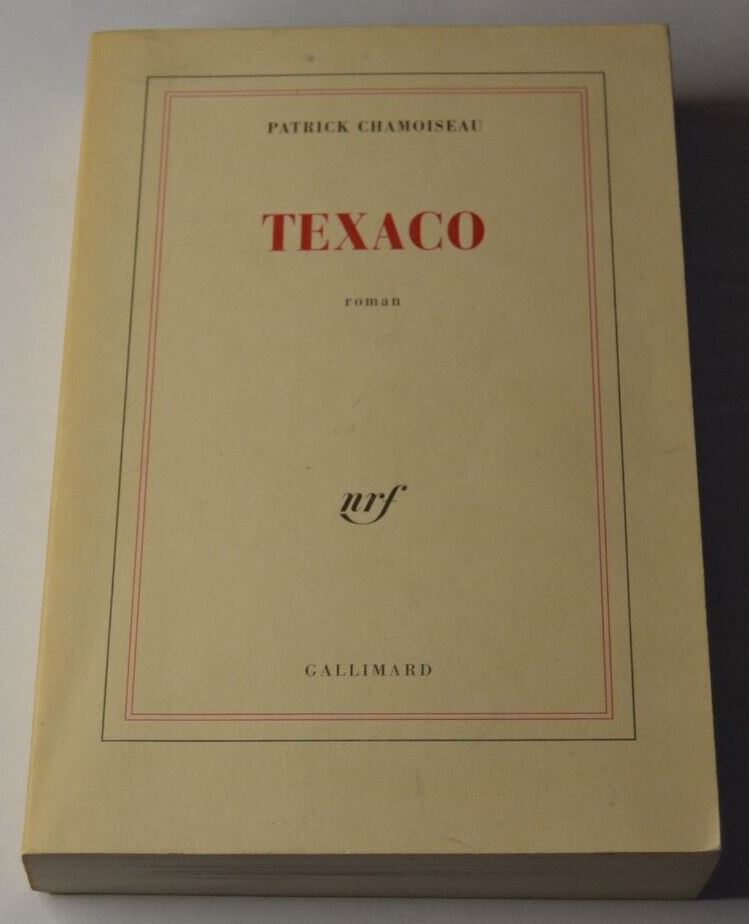 PATRICK CHAMOISEAU
TEXACO
roman
nrf
GALLIMARD